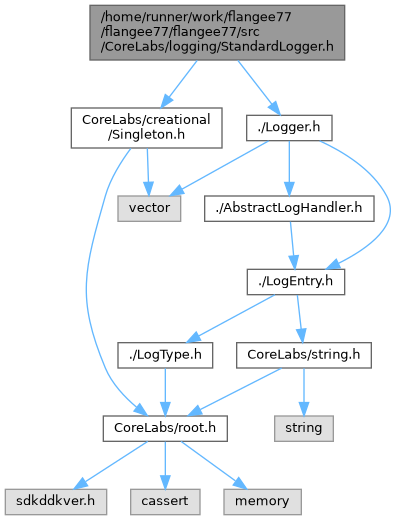 /home/runner/work/flangee77
/flangee77/flangee77/src
/CoreLabs/logging/StandardLogger.h
CoreLabs/creational
/Singleton.h
./Logger.h
vector
./AbstractLogHandler.h
./LogEntry.h
./LogType.h
CoreLabs/string.h
CoreLabs/root.h
string
sdkddkver.h
cassert
memory